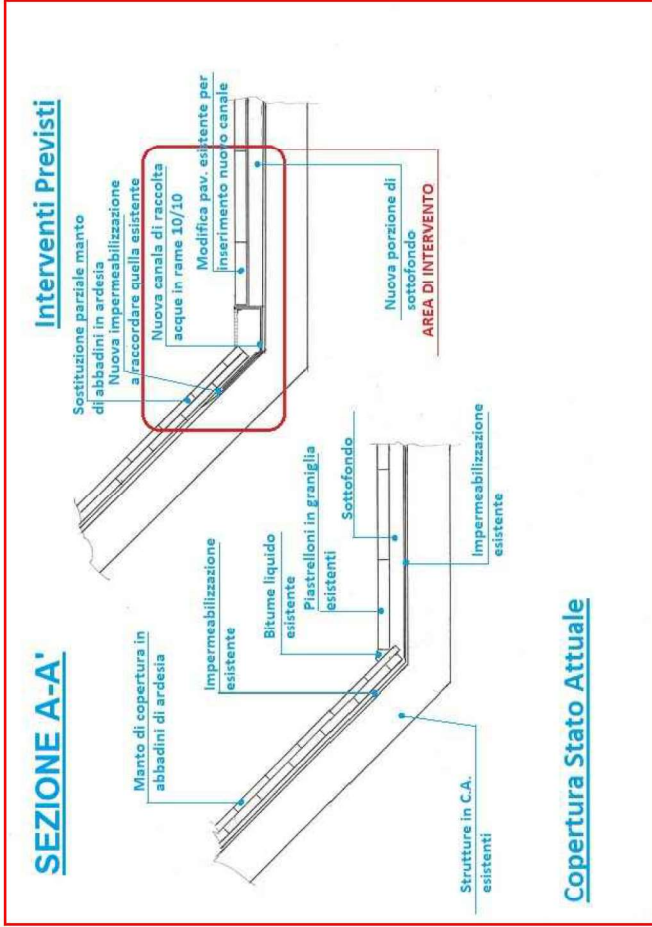 SEZIONE A-A'
Interventi Previsti
Sostituzione parziale manto
di abbadini in ardesia
Nuova impermeabilizzazione
a raccordare quella esistente
Nuova canala di raccolta
acque in rame 10/10
Modifica pav. esistente per
inserimento nuovo canale
Nuova porzione di
sottofondo
AREA DI INTERVENTO
Manto di copertura in
abbadini di ardesia
Impermeabilizzazione
esistente
Bitume liquido
esistente
Piastrelloni in graniglia
esistenti
Sottofondo
Impermeabilizzazione
esistente
Strutture in C.A.
esistenti
Copertura Stato Attuale